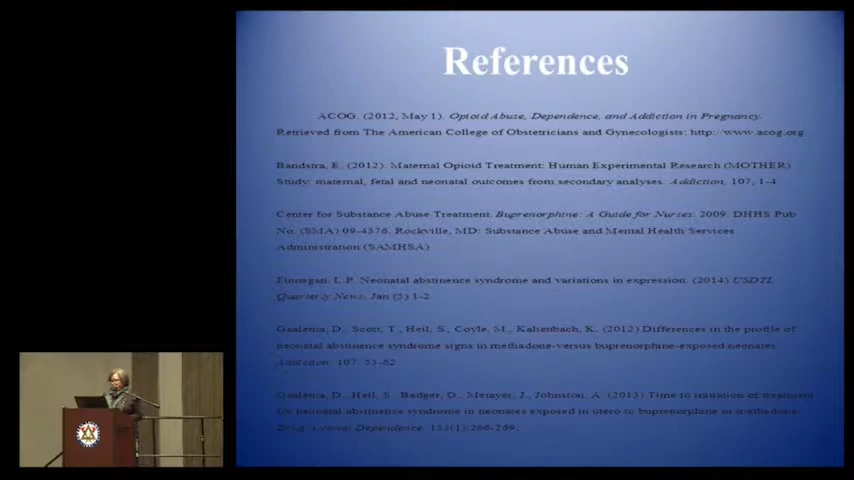 References
ACOG. (2012, May 1). Opioid Abuse, Dependence, and Addiction in Pregnancy.
Retrieved from The American College of Obstetricians and Gynecologists: http://www.acog.org
Bandstra, E. (2012). Maternal Opioid Treatment: Human Experimental Research (MOTHER)
Study: maternal, fetal and neonatal outcomes from secondary analyses. Addiction, 107, 1-4
Center for Substance Abuse Treatment. Buprenorphine: A Guide for Nurses. 2009. DHHS Pub
No. (SMA) 09-4376. Rockville, MD: Substance Abuse and Mental Health Services
Administration (SAMHSA)
Finnegan, L.P. Neonatal abstinence syndrome and variations in expression. (2014) USDTL
Quarterly News, Jan (5) 1-2
Gaalema, D., Scott, T., Heil, S., Coyle, M., Kaltenbach, K. (2012) Differences in the profile of
neonatal abstinence syndrome signs in methadone-versus buprenorphine-exposed neonates
Addiction. 107. 53-62
Gaalema, D., Heil, S., Badger, G., Metayer, J., Johnston, A. (2013) Time to initiation of treatment
for neonatal abstinence syndrome in neonates exposed in utero to buprenorphine or methadone.
Drug, Alcohol Dependence. 133(1):266-269.